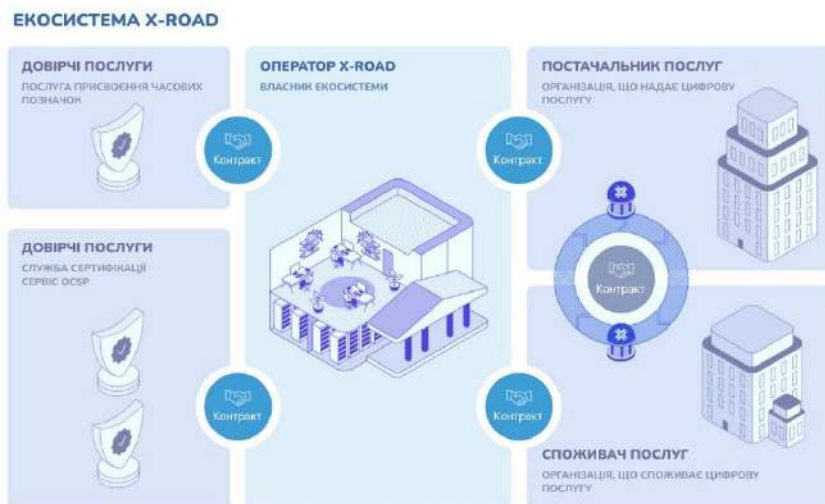 ЕКОСИСТЕМА X-ROAD
ДОВІРЧІ ПОСЛУГИ
ПОСЛУГА ПРИСВОЄННЯ ЧАСОВИХ
ПОЗНАЧОК
Контракт
ОПЕРАТОР X-ROAD
ВЛАСНИК ЕКОСИСТЕМИ
Контракт
ПОСТАЧАЛЬНИК ПОСЛУГ
ОРГАНІЗАЦІЯ, ЩО НАДАЄ ЦИФРОВУ
ПОСЛУГУ
Контракт
ДОВІРЧІ ПОСЛУГИ
СЛУЖБА СЕРТИФІКАЦІЇ
СЕРВІС OCSP
Контракт
Контракт
СПОЖИВАЧ ПОСЛУГ
ОРГАНІЗАЦІЯ, ЩО СПОЖИВАЄ ЦИФРОВУ
ПОСЛУГУ